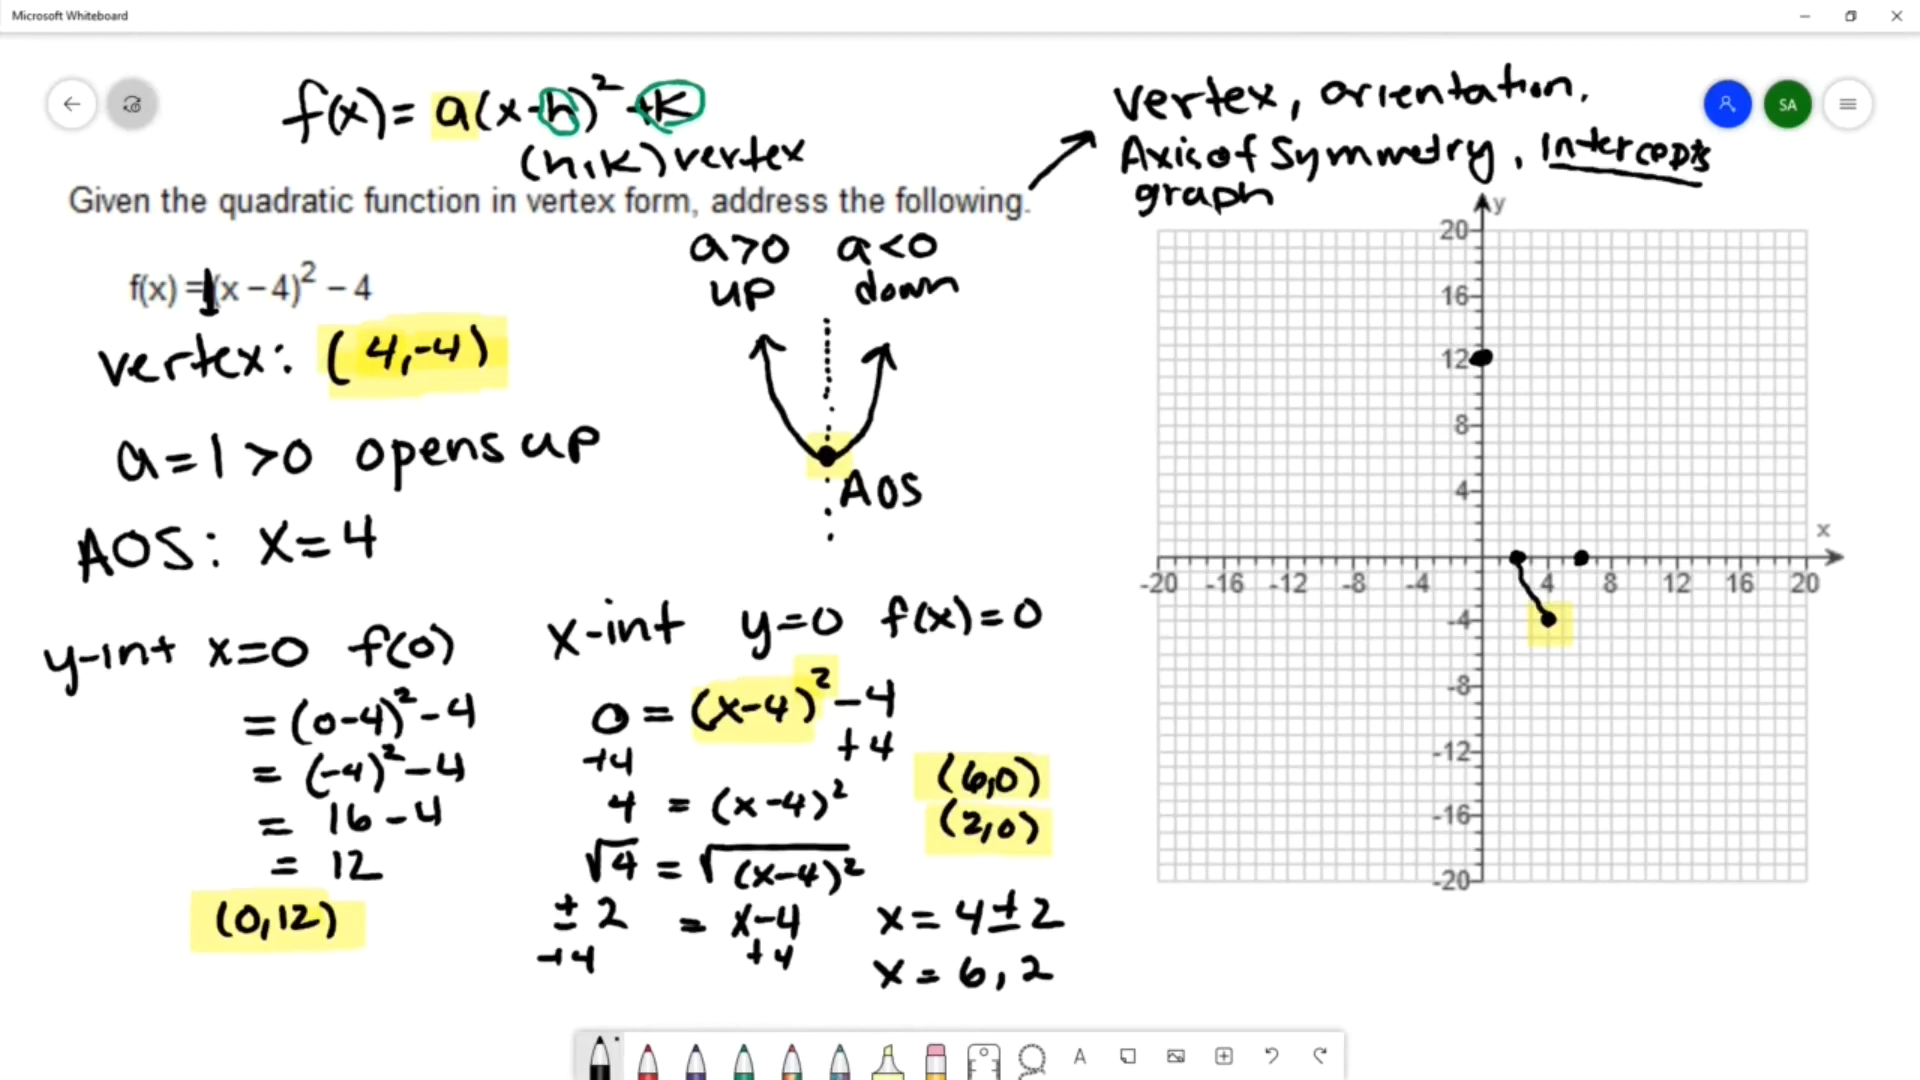 Microsoft Whiteboard
f(x) = a(x-h)² +k
(h,k) vertex
vertex, orientation,
Axis of Symmetry, Intercepts
graph
SA
Given the quadratic function in vertex form, address the following.
f(x) = 1(x − 4)² − 4
a>0 a<0
up down
vertex: (4,-4)
a=1>0 opens up
AOS
AOS: x=4
y-int x=0 f(0)
= (0-4)²-4
= (-4)²-4
= 16-4
= 12
(0,12)
x-int y=0 f(x)=0
0 = (x-4)² -4
+4 +4
4 = (x-4)²
√4 = √(x-4)²
± 2 = x-4
+4 +4
(6,0)
(2,0)
x = 4±2
x = 6, 2
y
20
16
12
8
4
x
-20 -16 -12 -8 -4 4 8 12 16 20
-4
-8
-12
-16
-20
A